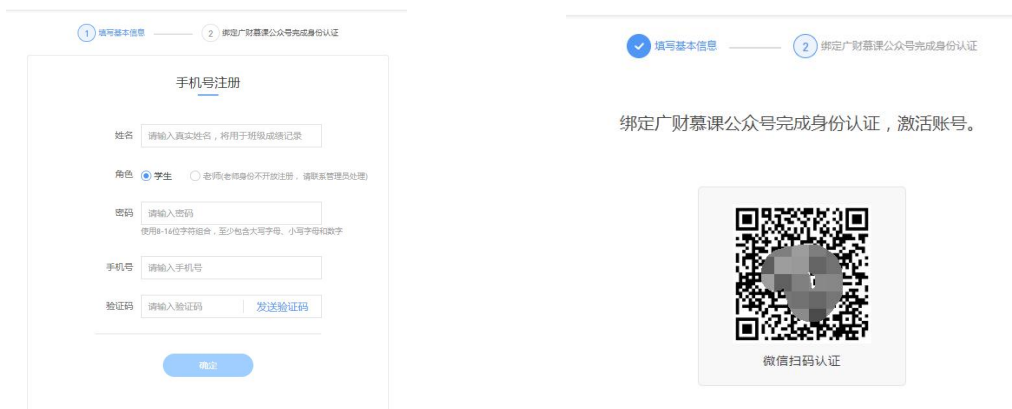 1 填写基本信息 2 绑定广财慕课公众号完成身份认证
手机号注册
姓名 请输入真实姓名，将用于班级成绩记录
角色 学生 老师(老师身份不开放注册，请联系管理员处理)
密码 请输入密码
使用8-16位字符组合，至少包含大写字母、小写字母和数字
手机号 请输入手机号
验证码 请输入验证码 发送验证码
确定
填写基本信息 2 绑定广财慕课公众号完成身份认证
绑定广财慕课公众号完成身份认证，激活账号。
微信扫码认证